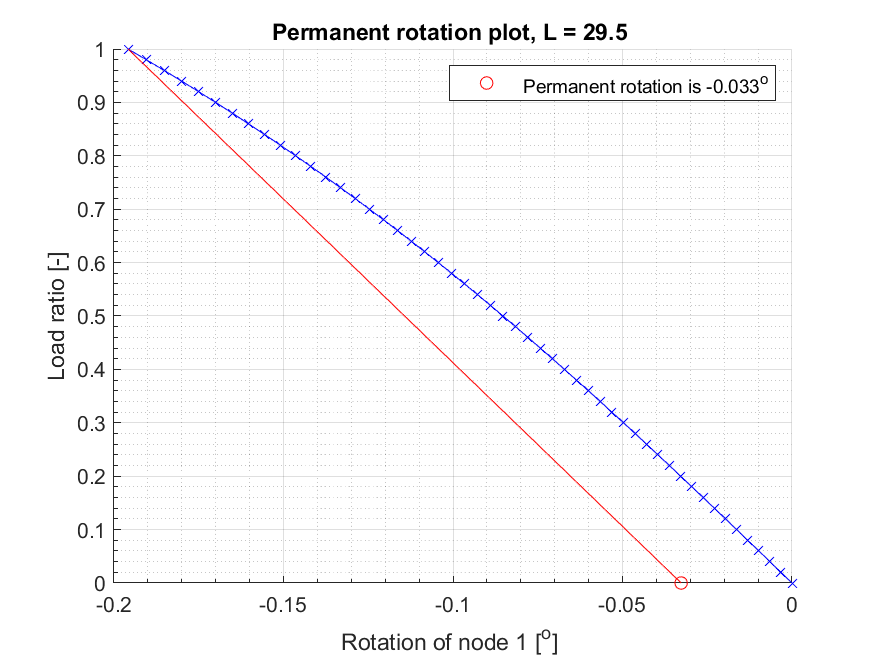 Permanent rotation plot, L = 29.5
Permanent rotation is -0.033°
1
0.9
0.8
0.7
0.6
0.5
0.4
0.3
0.2
0.1
0
Load ratio [-]
-0.2 -0.15 -0.1 -0.05 0
Rotation of node 1 [°]